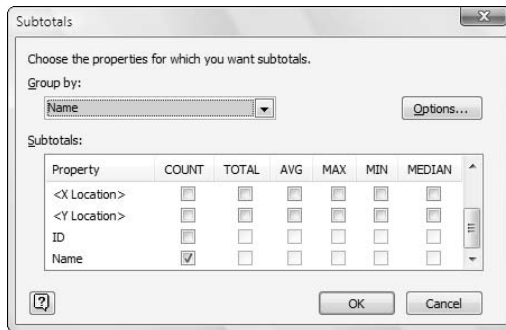 Subtotals
Choose the properties for which you want subtotals.
Group by:
Name
Options...
Subtotals:
Property COUNT TOTAL AVG MAX MIN MEDIAN
<X Location>
<Y Location>
ID
Name
? OK Cancel